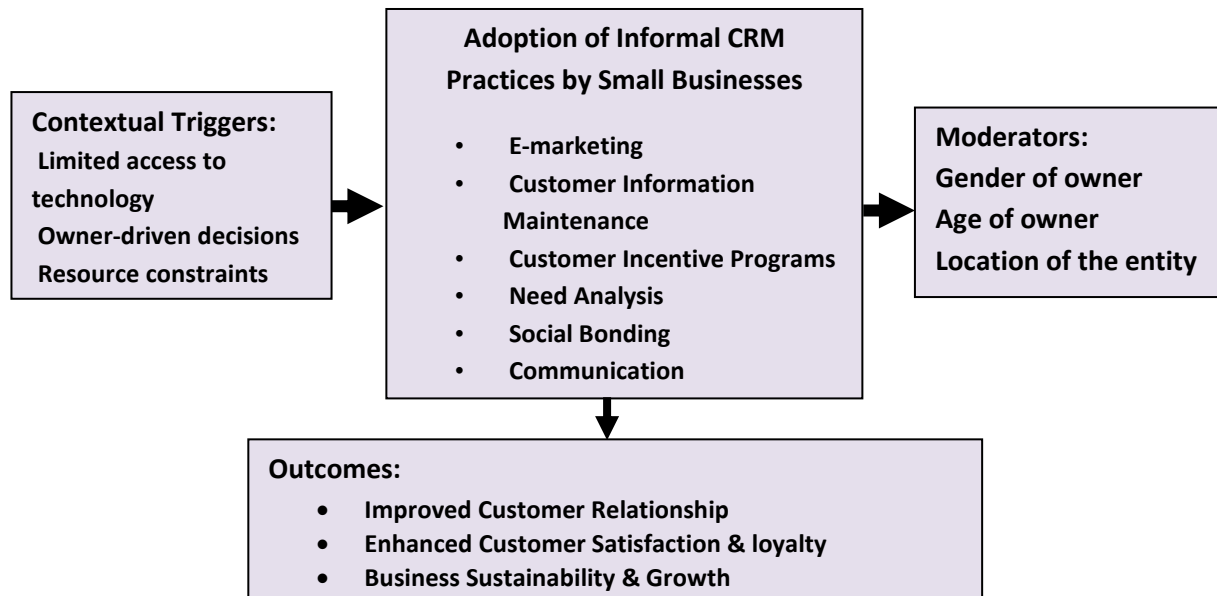 Adoption of Informal CRM
Practices by Small Businesses
• E-marketing
• Customer Information
Maintenance
• Customer Incentive Programs
• Need Analysis
• Social Bonding
• Communication
Contextual Triggers:
Limited access to
technology
Owner-driven decisions
Resource constraints
Moderators:
Gender of owner
Age of owner
Location of the entity
Outcomes:
• Improved Customer Relationship
• Enhanced Customer Satisfaction & loyalty
• Business Sustainability & Growth